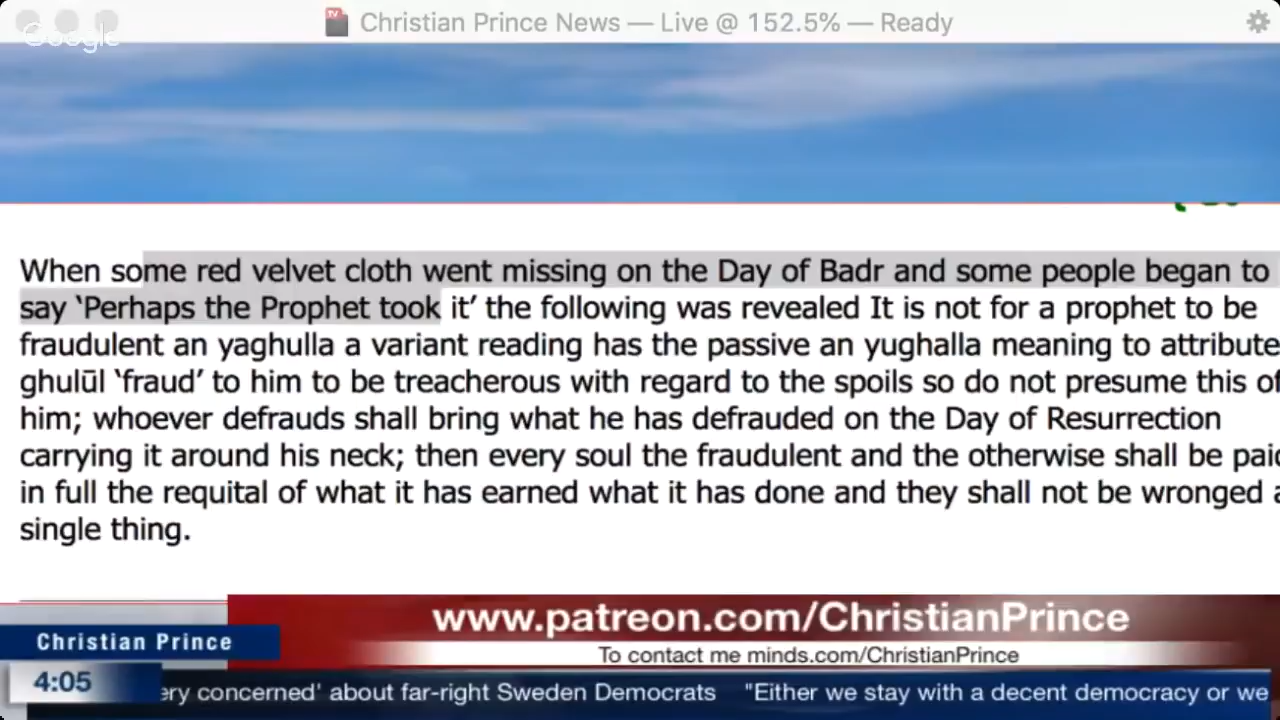 Christian Prince News — Live @ 152.5% — Ready
Google
When some red velvet cloth went missing on the Day of Badr and some people began to
say ‘Perhaps the Prophet took it’ the following was revealed It is not for a prophet to be
fraudulent an yaghulla a variant reading has the passive an yughalla meaning to attribute
ghulūl ‘fraud’ to him to be treacherous with regard to the spoils so do not presume this of
him; whoever defrauds shall bring what he has defrauded on the Day of Resurrection
carrying it around his neck; then every soul the fraudulent and the otherwise shall be paid
in full the requital of what it has earned what it has done and they shall not be wronged a
single thing.
www.patreon.com/ChristianPrince
Christian Prince
To contact me minds.com/ChristianPrince
4:05
ery concerned' about far-right Sweden Democrats "Either we stay with a decent democracy or we